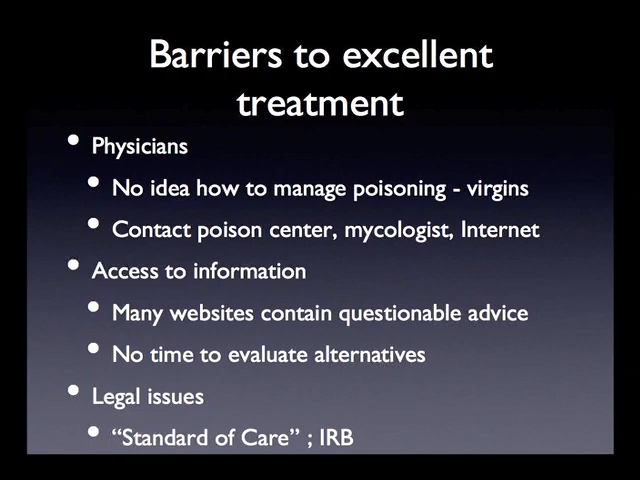 Barriers to excellent
treatment
• Physicians
• No idea how to manage poisoning - virgins
• Contact poison center, mycologist, Internet
• Access to information
• Many websites contain questionable advice
• No time to evaluate alternatives
• Legal issues
• “Standard of Care” ; IRB